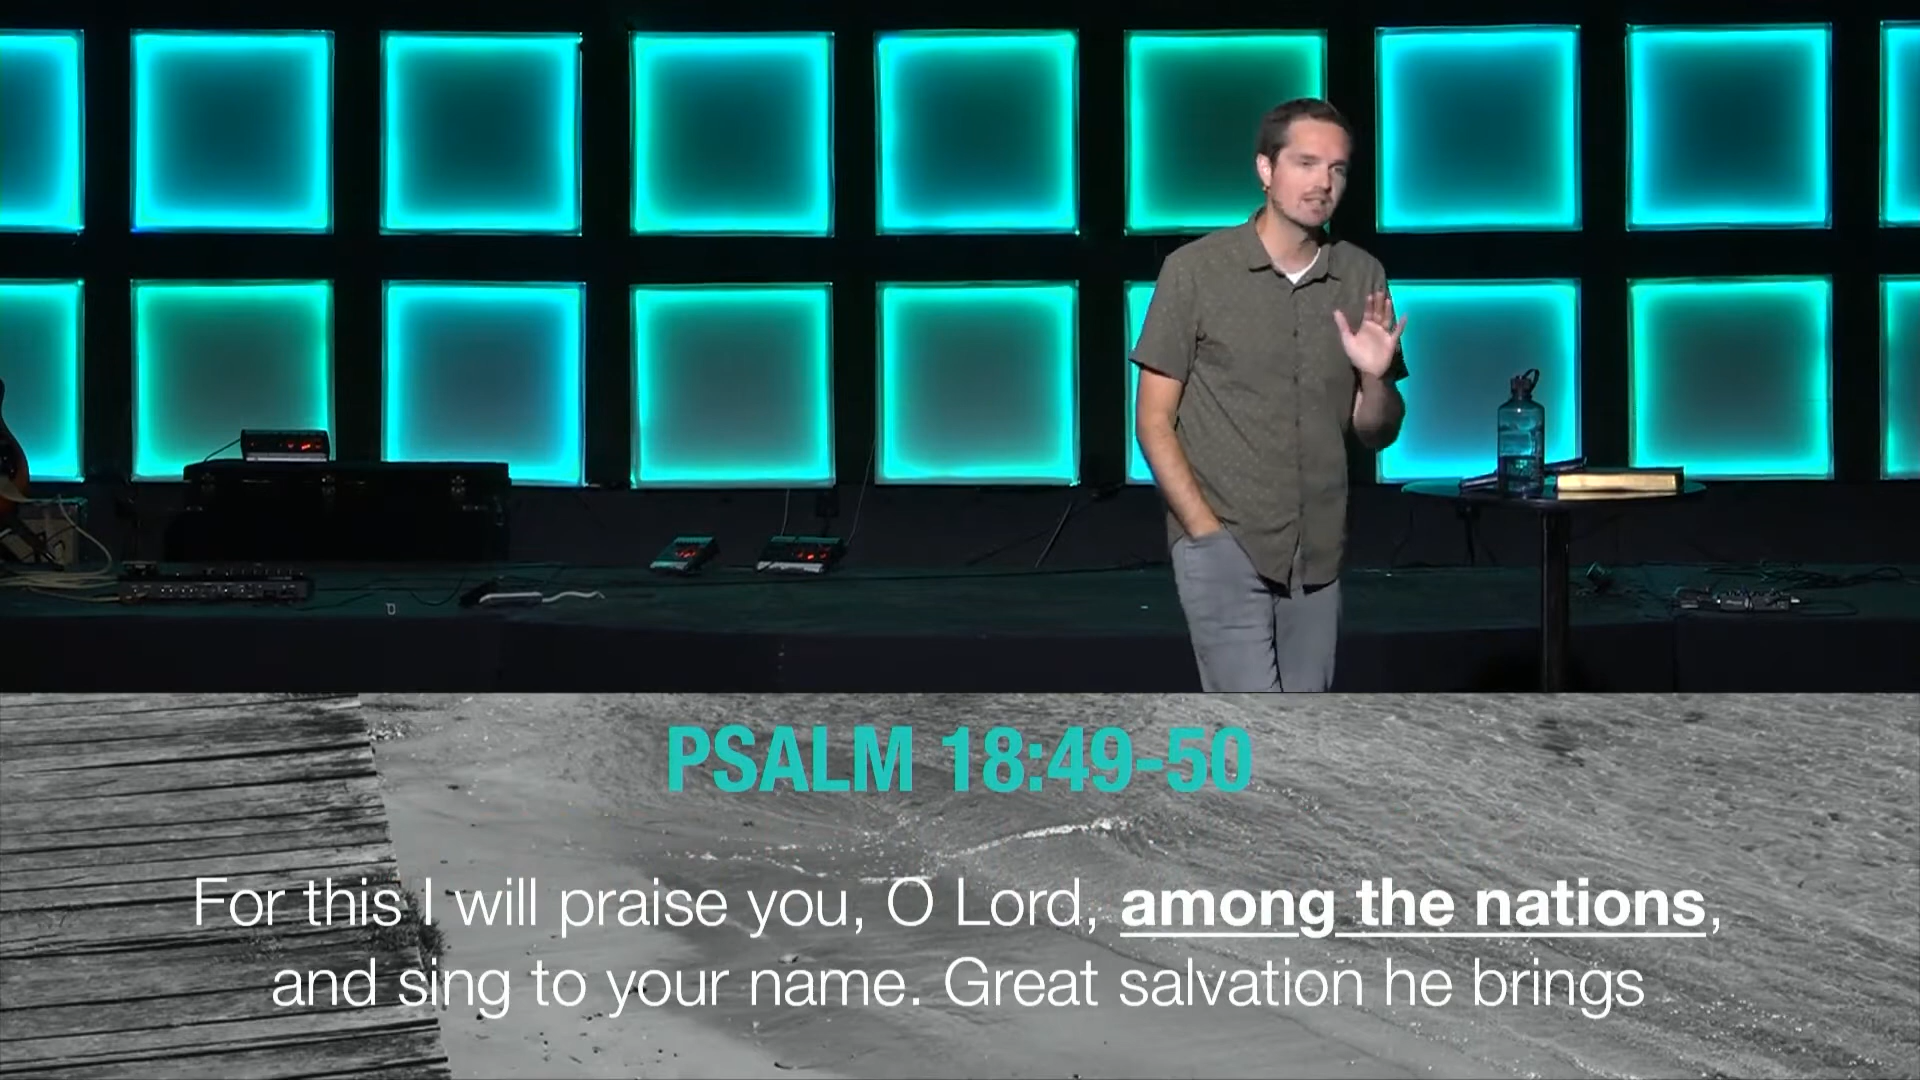 PSALM 18:49-50
For this I will praise you, O Lord, among the nations,
and sing to your name. Great salvation he brings